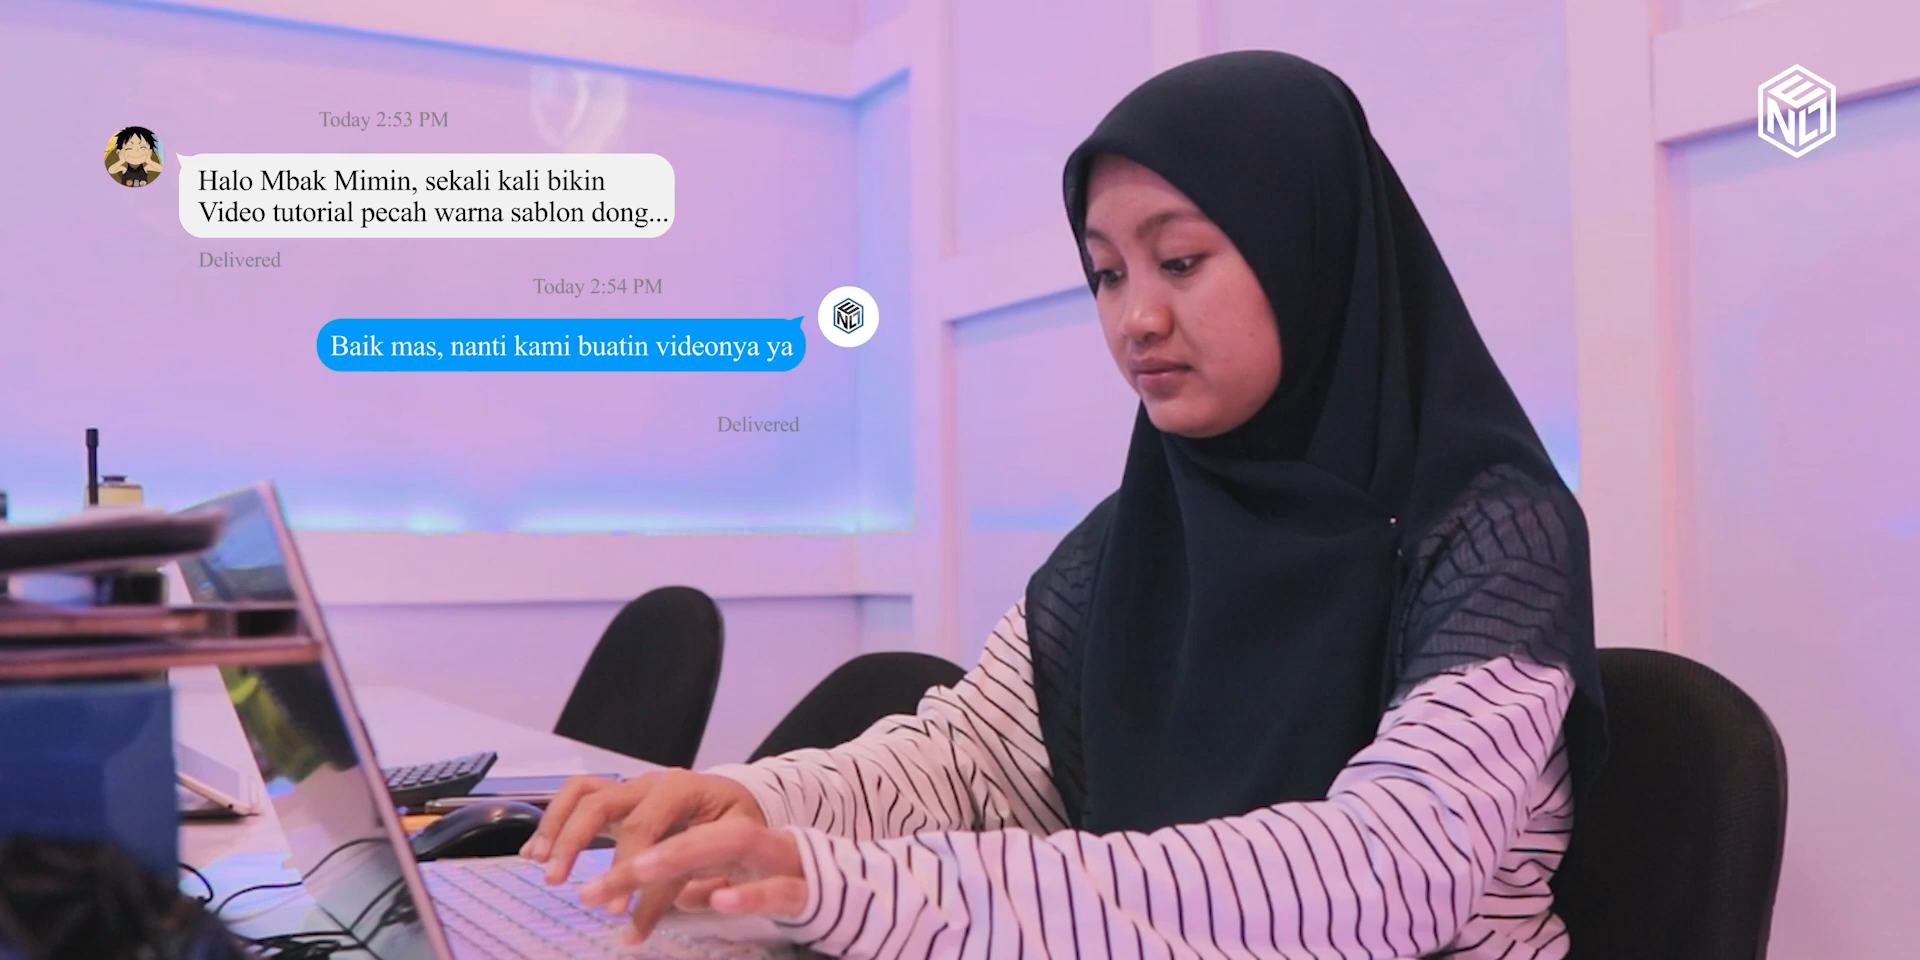 Today 2:53 PM
Halo Mbak Mimin, sekali kali bikin
Video tutorial pecah warna sablon dong...
Delivered
Today 2:54 PM
Baik mas, nanti kami buatin videonya ya
Delivered